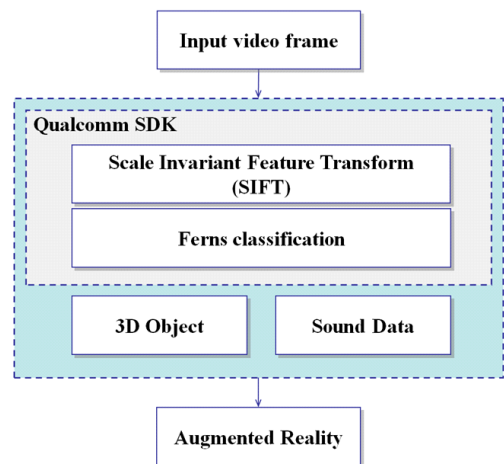 Input video frame
Qualcomm SDK
Scale Invariant Feature Transform
(SIFT)
Ferns classification
3D Object
Sound Data
Augmented Reality